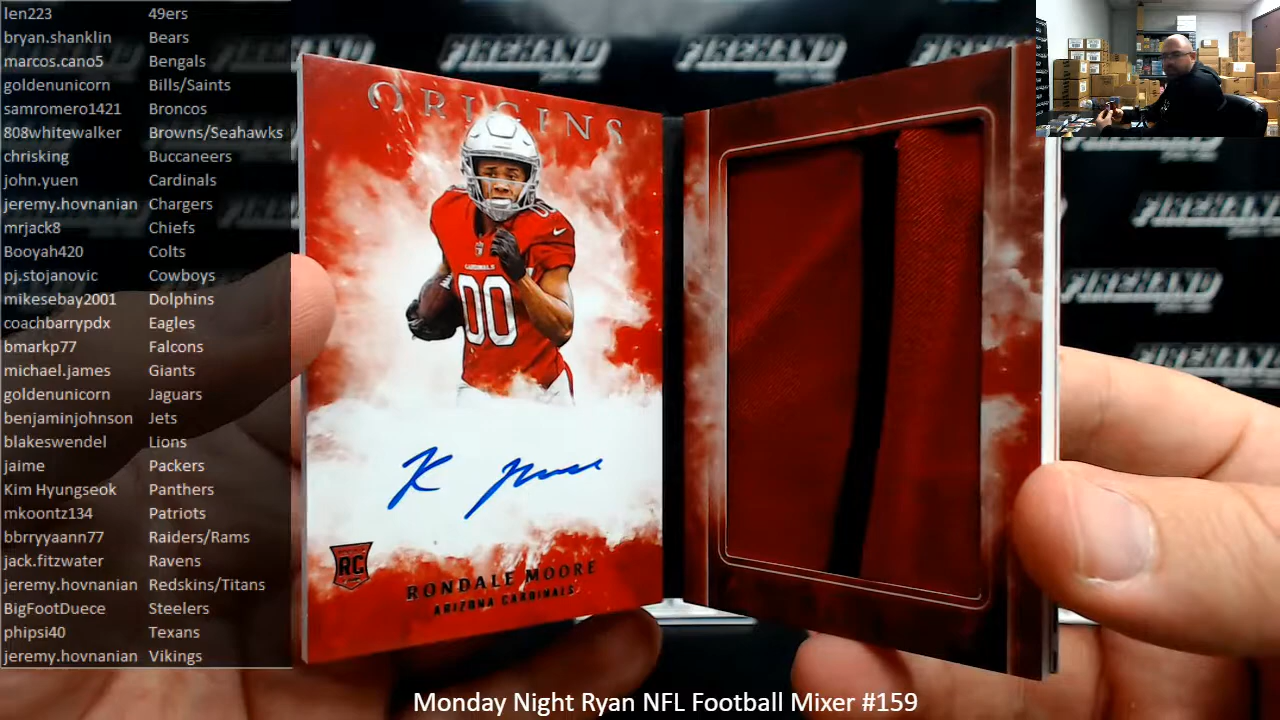 len223 49ers
bryan.shanklin Bears
marcos.cano5 Bengals
goldenunicorn Bills/Saints
samromero1421 Broncos
808whitewalker Browns/Seahawks
chrisking Buccaneers
john.yuen Cardinals
jeremy.hovnanian Chargers
mrjack8 Chiefs
Booyah420 Colts
pj.stojanovic Cowboys
mikesebay2001 Dolphins
coachbarrypdx Eagles
bmarkp77 Falcons
michael.james Giants
goldenunicorn Jaguars
benjaminjohnson Jets
blakeswendel Lions
jaime Packers
Kim Hyungseok Panthers
mkoontz134 Patriots
bbrryyaann77 Raiders/Rams
jack.fitzwater Ravens
jeremy.hovnanian Redskins/Titans
BigFootDuece Steelers
phipsi40 Texans
jeremy.hovnanian Vikings
FIREHAND FIREHAND FIREHAND
ORIGINS
CARDINALS
00
00
RC
RONDALE MOORE
ARIZONA CARDINALS
Monday Night Ryan NFL Football Mixer #159